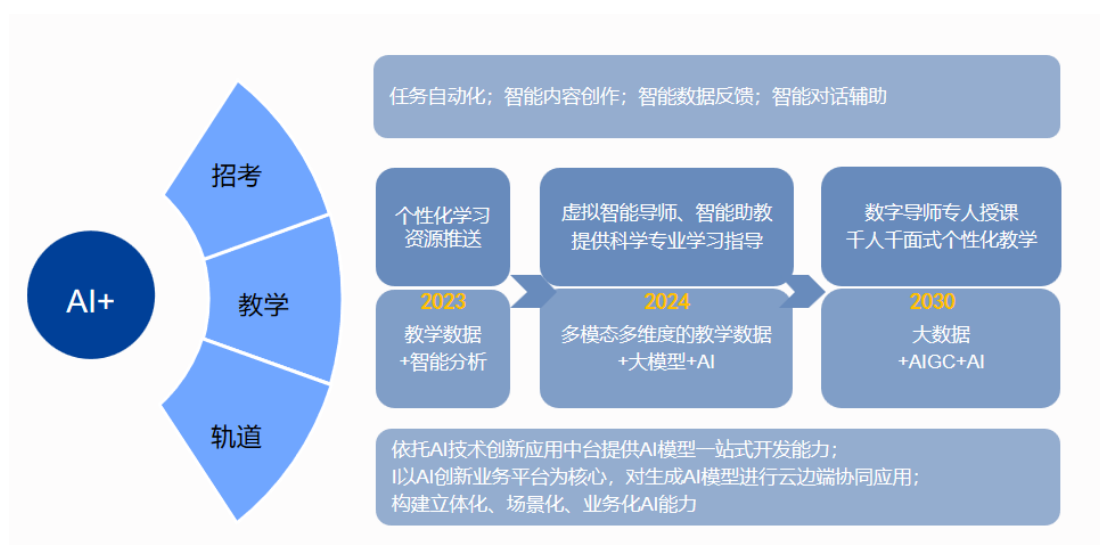 AI+
招考
教学
轨道
任务自动化；智能内容创作；智能数据反馈；智能对话辅助
个性化学习
资源推送
2023
教学数据
+智能分析
虚拟智能导师、智能助教
提供科学专业学习指导
2024
多模态多维度的教学数据
+大模型+AI
数字导师专人授课
千人千面式个性化教学
2030
大数据
+AIGC+AI
依托AI技术创新应用中台提供AI模型一站式开发能力；
I以AI创新业务平台为核心，对生成AI模型进行云边端协同应用；
构建立体化、场景化、业务化AI能力